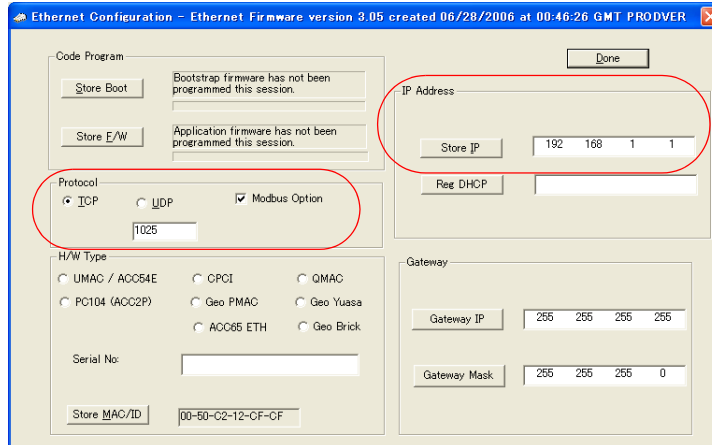 Ethernet Configuration - Ethernet Firmware version 3.05 created 06/28/2006 at 00:46:26 GMT PRODVER
Code Program
Store Boot
Bootstrap firmware has not been
programmed this session.
Store F/W
Application firmware has not been
programmed this session.
Done
IP Address
Store IP
192 168 1 1
Reg DHCP
Protocol
TCP
UDP
Modbus Option
1025
H/W Type
UMAC / ACC54E
CPCI
QMAC
PC104 (ACC2P)
Geo PMAC
Geo Yuasa
ACC65 ETH
Geo Brick
Serial No:
Store MAC/ID
00-50-C2-12-CF-CF
Gateway
Gateway IP
255 255 255 255
Gateway Mask
255 255 255 0